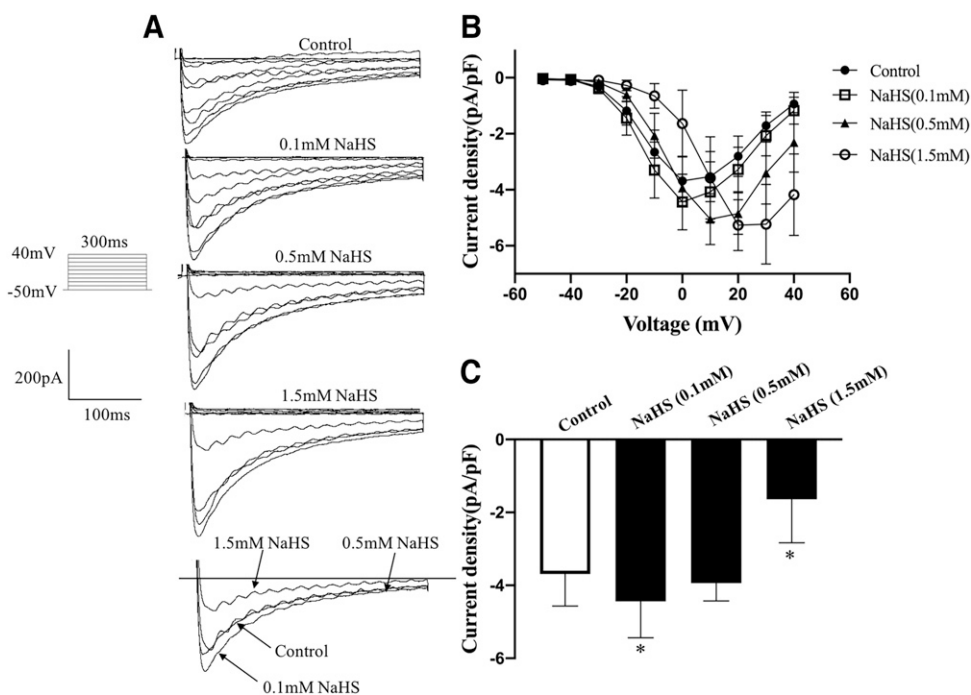 A
Control
0.1mM NaHS
300ms
40mV
-50mV
0.5mM NaHS
200pA
100ms
1.5mM NaHS
1.5mM NaHS
0.5mM NaHS
Control
0.1mM NaHS
B
Current density(pA/pF)
0
-2
-4
-6
-60
-40
-20
0
20
40
60
Voltage (mV)
Control
NaHS(0.1mM)
NaHS(0.5mM)
NaHS(1.5mM)
C
Control
NaHS (0.1mM)
NaHS (0.5mM)
NaHS (1.5mM)
Current density(pA/pF)
0
-2
-4
-6
*
*